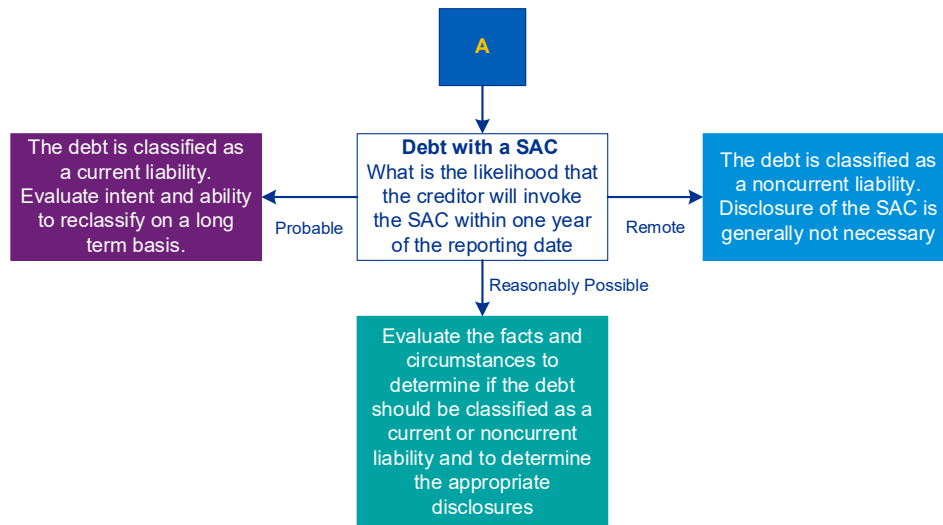 A
Debt with a SAC
What is the likelihood that
the creditor will invoke
the SAC within one year
of the reporting date
Probable
The debt is classified as
a current liability.
Evaluate intent and ability
to reclassify on a long
term basis.
Remote
The debt is classified as
a noncurrent liability.
Disclosure of the SAC is
generally not necessary
Reasonably Possible
Evaluate the facts and
circumstances to
determine if the debt
should be classified as a
current or noncurrent
liability and to determine
the appropriate
disclosures